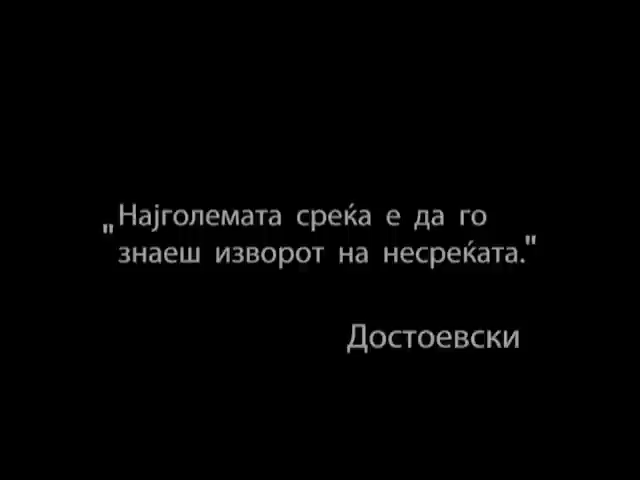 „Најголемата среќа е да го
знаеш изворот на несреќата."
Достоевски